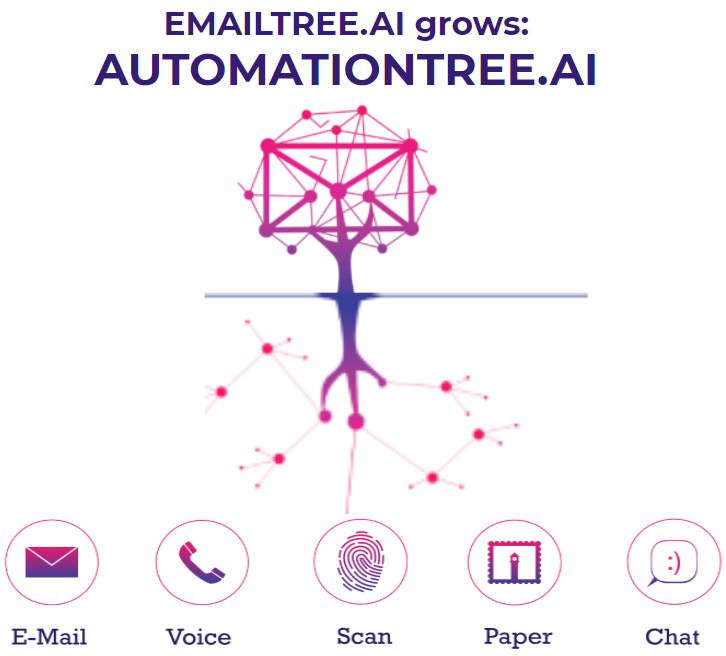 EMAILTREE.AI grows:
AUTOMATIONTREE.AI
:)
E-Mail Voice Scan Paper Chat